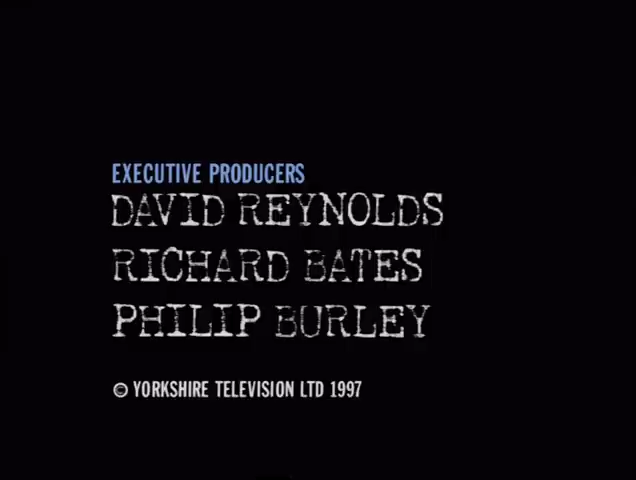 EXECUTIVE PRODUCERS
DAVID REYNOLDS
RICHARD BATES
PHILIP BURLEY
© YORKSHIRE TELEVISION LTD 1997